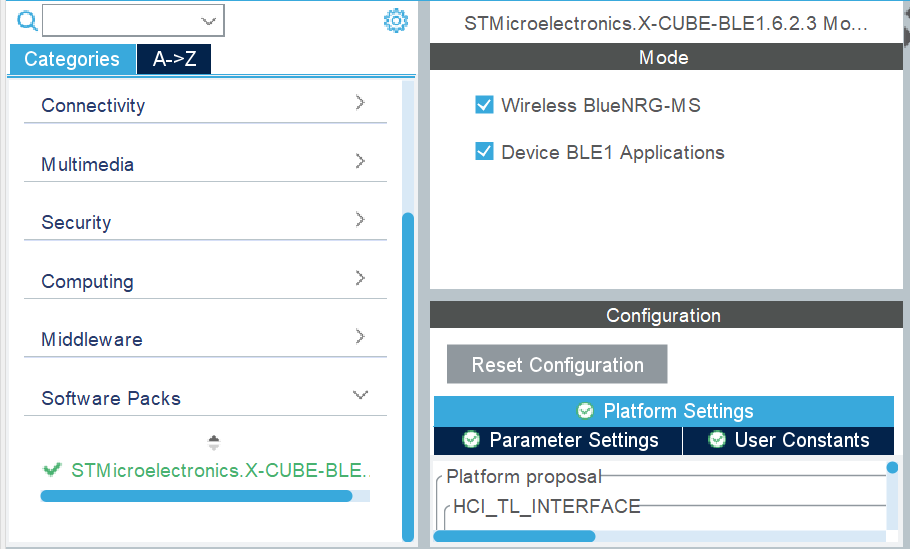 Categories
A->Z
Connectivity
Multimedia
Security
Computing
Middleware
Software Packs
STMicroelectronics.X-CUBE-BLE.
STMicroelectronics.X-CUBE-BLE1.6.2.3 Mo...
Mode
Wireless BlueNRG-MS
Device BLE1 Applications
Configuration
Reset Configuration
Platform Settings
Parameter Settings
User Constants
Platform proposal
HCI_TL_INTERFACE